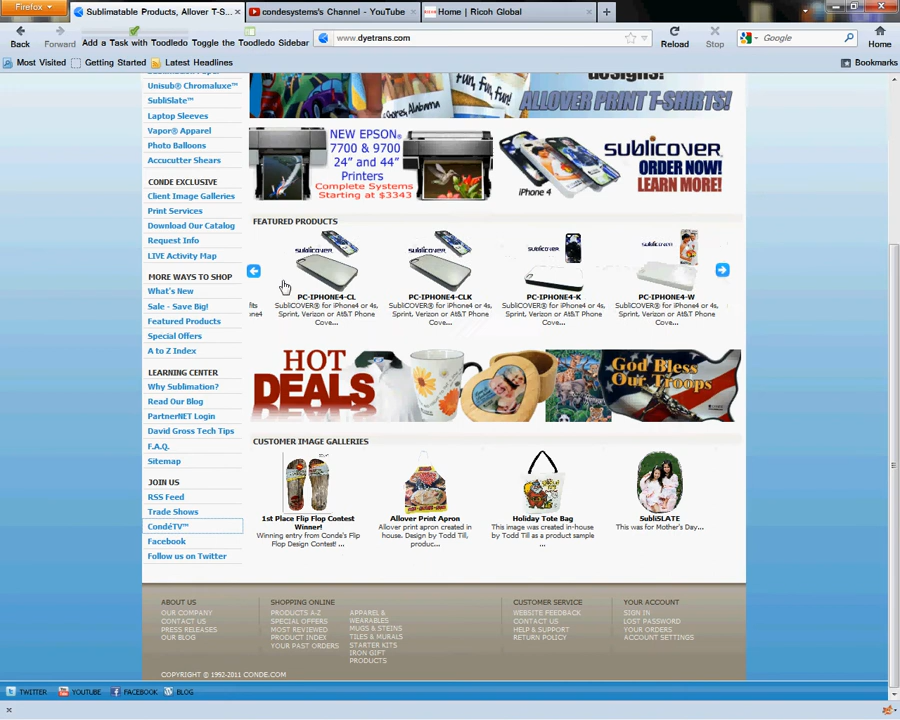 Firefox
Sublimatable Products, Allover T-S...
condesystems's Channel - YouTube
Home | Ricoh Global
Back
Forward
Add a Task with Toodledo
Toggle the Toodledo Sidebar
www.dyetrans.com
Reload
Stop
Google
Home
Most Visited
Getting Started
Latest Headlines
Bookmarks
Unisub® Chromaluxe™
SubliSlate™
Laptop Sleeves
Vapor® Apparel
Photo Balloons
Accucutter Shears
CONDE EXCLUSIVE
Client Image Galleries
Print Services
Download Our Catalog
Request Info
LIVE Activity Map
MORE WAYS TO SHOP
What's New
Sale - Save Big!
Featured Products
Special Offers
A to Z Index
LEARNING CENTER
Why Sublimation?
Read Our Blog
PartnerNET Login
David Gross Tech Tips
F.A.Q.
Sitemap
JOIN US
RSS Feed
Trade Shows
CondéTV™
Facebook
Follow us on Twitter
designs!
fun, fun, fun!
ALLOVER PRINT T-SHIRTS!
NEW EPSON®
7700 & 9700
24" and 44"
Printers
Complete Systems
Starting at $3343
iPhone 4
SUBLICOVER™
ORDER NOW!
LEARN MORE!
FEATURED PRODUCTS
PC-IPHONE4-CL
SubliCOVER® for iPhone4 or 4s,
Sprint, Verizon or At&T Phone
Cove...
PC-IPHONE4-CLK
SubliCOVER® for iPhone4 or 4s,
Sprint, Verizon or At&T Phone
Cove...
PC-IPHONE4-K
SubliCOVER® for iPhone4 or 4s,
Sprint, Verizon or At&T Phone
Cove...
PC-IPHONE4-W
SubliCOVER® for iPhone4 or 4s,
Sprint, Verizon or At&T Phone
Cove...
HOT
DEALS
God Bless
Our Troops
CUSTOMER IMAGE GALLERIES
1st Place Flip Flop Contest
Winner!
Winning entry from Conde's Flip
Flop Design Contest! ...
Allover Print Apron
Allover print apron created in
house. Design by Todd Till,
produc...
Holiday Tote Bag
This image was created in-house
by Todd Till as a product sample
...
SubliSLATE
This was for Mother's Day...
ABOUT US
OUR COMPANY
CONTACT US
PRESS RELEASES
OUR BLOG
SHOPPING ONLINE
PRODUCTS A-Z
SPECIAL OFFERS
MOST REVIEWED
PRODUCT INDEX
YOUR PAST ORDERS
APPAREL &
WEARABLES
MUGS & STEINS
TILES & MURALS
STARTER KITS
IRON GIFT
PRODUCTS
CUSTOMER SERVICE
WEBSITE FEEDBACK
CONTACT US
HELP & SUPPORT
RETURN POLICY
YOUR ACCOUNT
SIGN IN
LOST PASSWORD
YOUR ORDERS
ACCOUNT SETTINGS
COPYRIGHT © 1992-2011 CONDE.COM
TWITTER
YOUTUBE
FACEBOOK
BLOG